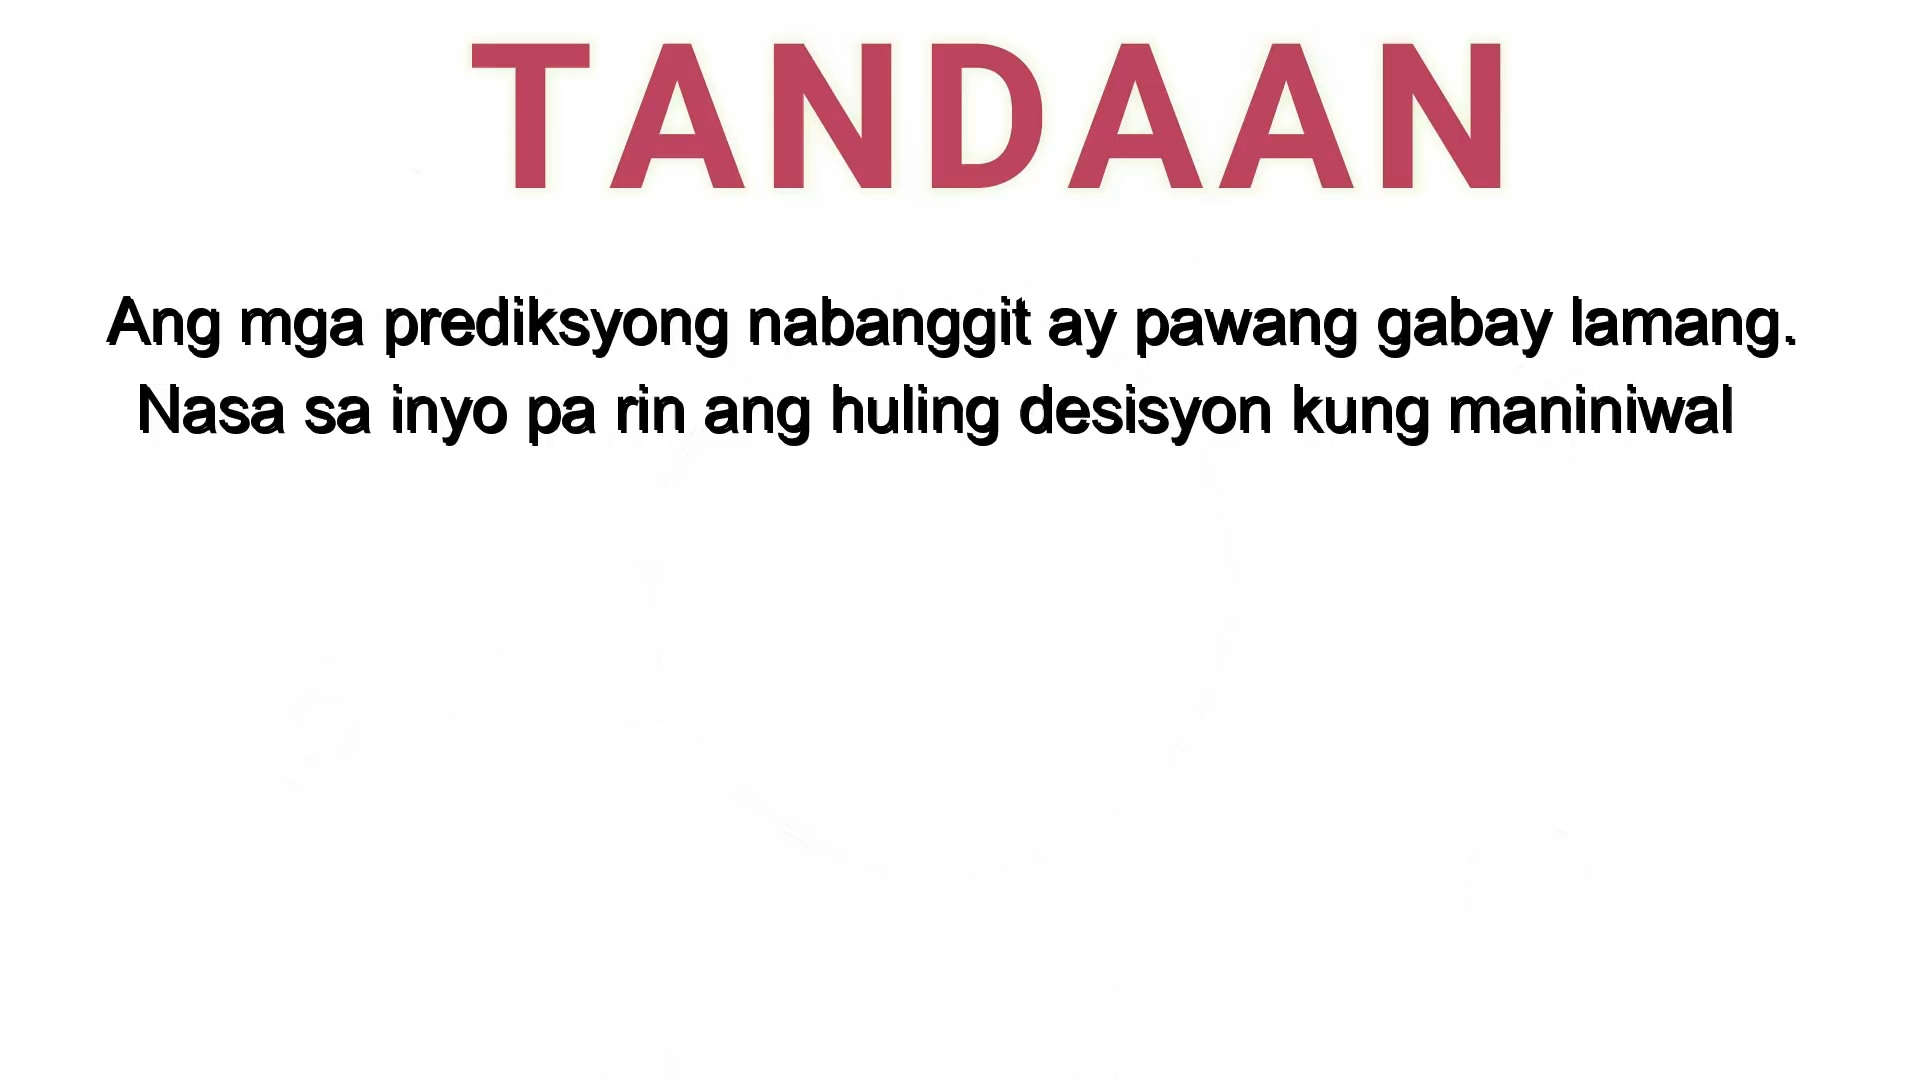 TANDAAN
Ang mga prediksyong nabanggit ay pawang gabay lamang.
Nasa sa inyo pa rin ang huling desisyon kung maniniwal